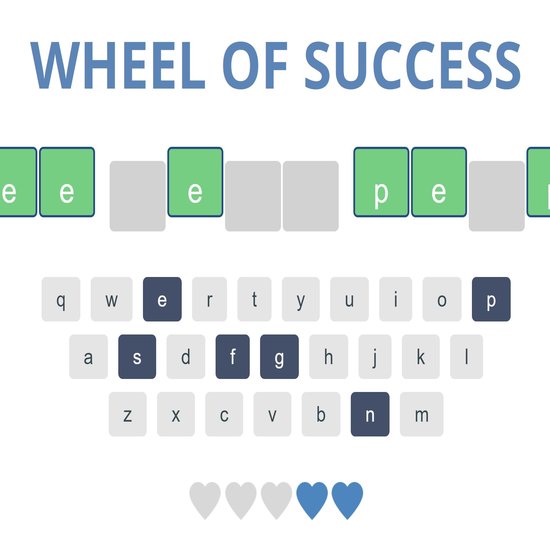 WHEEL OF SUCCESS
e e e p e
q w e r t y u i o p
a s d f g h j k l
z x c v b n m